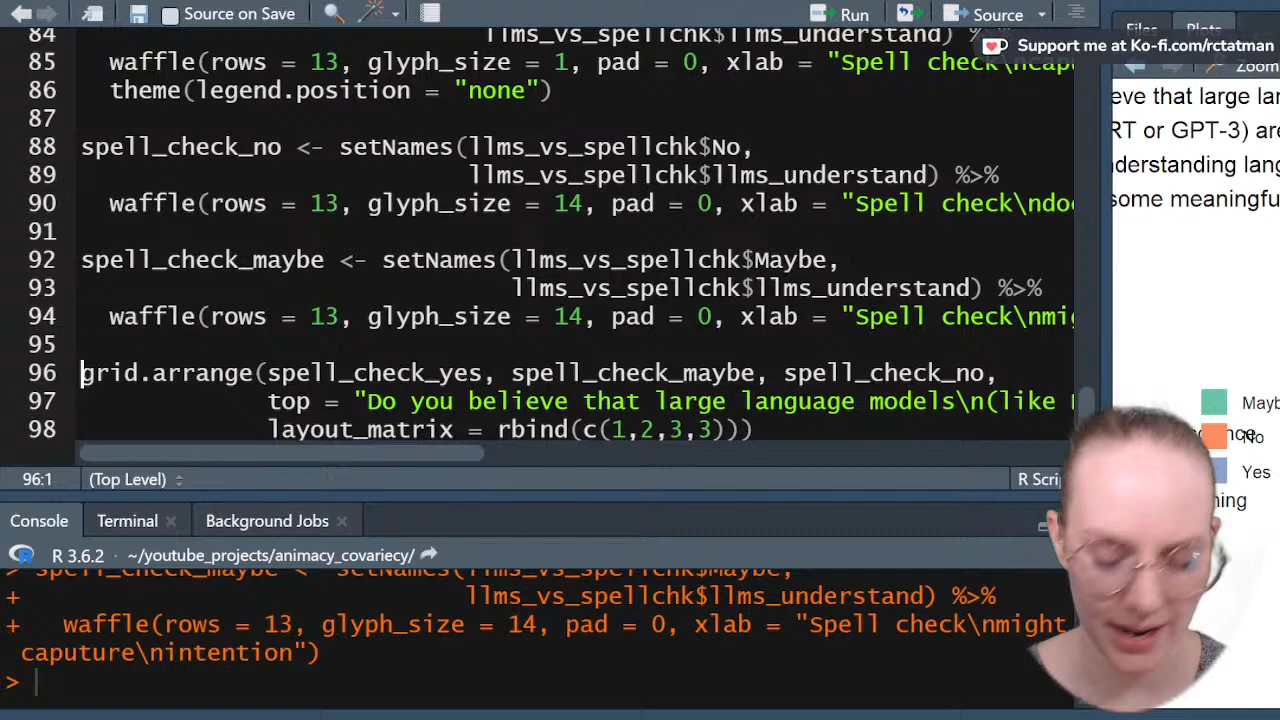 Source on Save
Run
Source
Files
Plots
Support me at Ko-fi.com/rctatman
Zoom
84 llms_vs_spellchk$llms_understand) %>%
85 waffle(rows = 13, glyph_size = 1, pad = 0, xlab = "Spell check\ncapu
86 theme(legend.position = "none")
87
88 spell_check_no <- setNames(llms_vs_spellchk$No,
89 llms_vs_spellchk$llms_understand) %>%
90 waffle(rows = 13, glyph_size = 14, pad = 0, xlab = "Spell check\ndoe
91
92 spell_check_maybe <- setNames(llms_vs_spellchk$Maybe,
93 llms_vs_spellchk$llms_understand) %>%
94 waffle(rows = 13, glyph_size = 14, pad = 0, xlab = "Spell check\nmig
95
96 grid.arrange(spell_check_yes, spell_check_maybe, spell_check_no,
97 top = "Do you believe that large language models\n(like
98 layout_matrix = rbind(c(1,2,3,3)))
96:1
(Top Level)
R Scri
Console
Terminal
Background Jobs
R 3.6.2 · ~/youtube_projects/animacy_covariecy/
> spell_check_maybe <- setNames(llms_vs_spellchk$Maybe,
+ llms_vs_spellchk$llms_understand) %>%
+ waffle(rows = 13, glyph_size = 14, pad = 0, xlab = "Spell check\nmight
caputure\nintention")
>
eve that large lan
RT or GPT-3) are
nderstanding lang
some meaningfu
Mayb
No
Yes